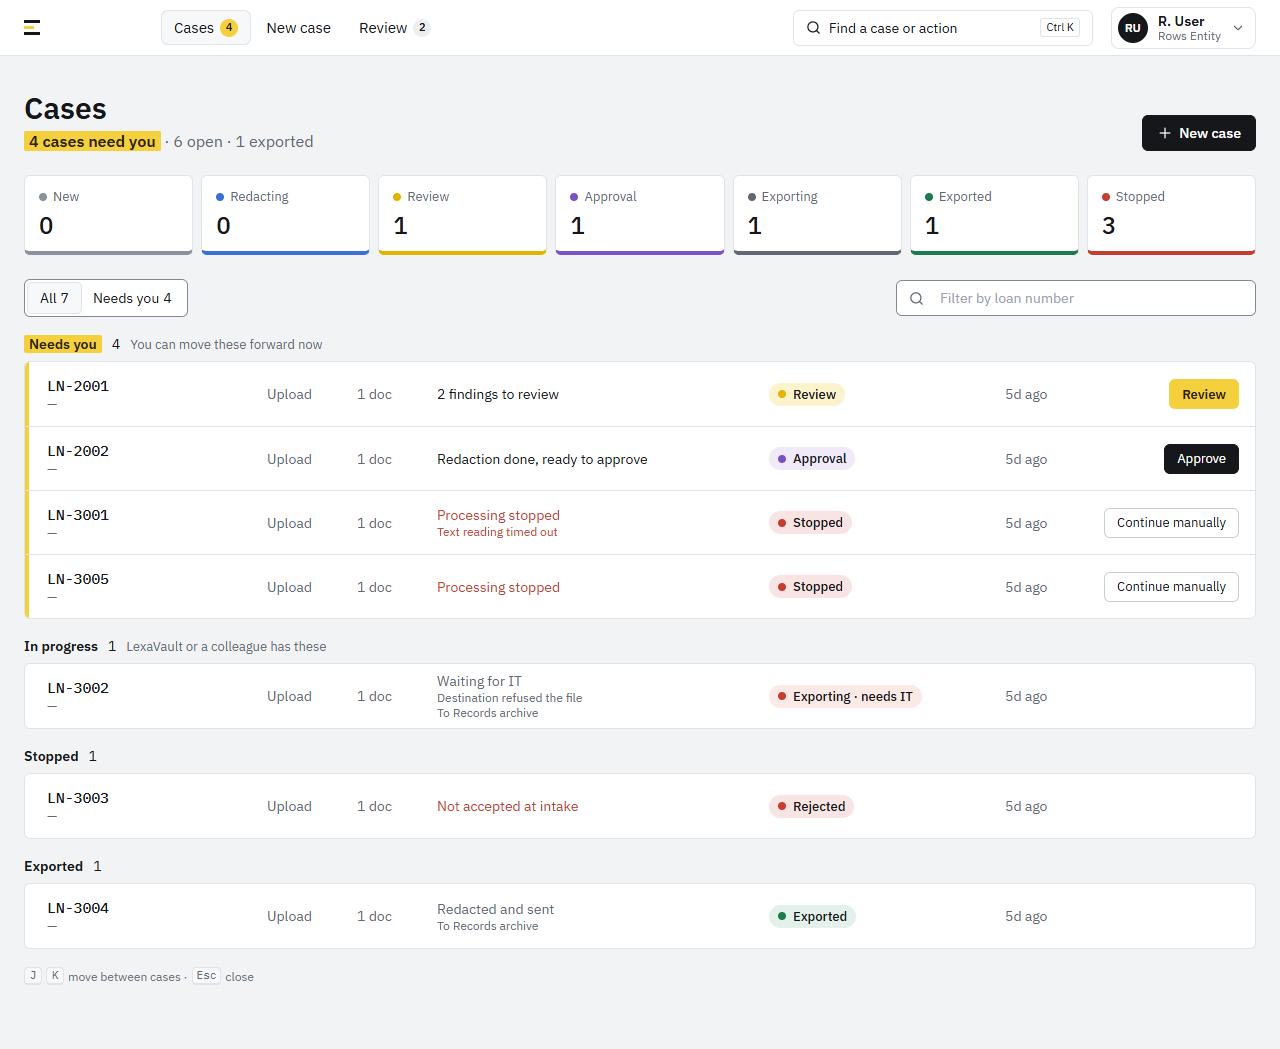 Cases 4 New case Review 2 Find a case or action Ctrl K RU R. User
Rows Entity
Cases
4 cases need you · 6 open · 1 exported
New case
New Redacting Review Approval Exporting Exported Stopped
0 0 1 1 1 1 3
All 7 Needs you 4 Filter by loan number
Needs you 4 You can move these forward now
LN-2001 Upload 1 doc 2 findings to review Review 5d ago Review
—
LN-2002 Upload 1 doc Redaction done, ready to approve Approval 5d ago Approve
—
LN-3001 Upload 1 doc Processing stopped Stopped 5d ago Continue manually
— Text reading timed out
LN-3005 Upload 1 doc Processing stopped Stopped 5d ago Continue manually
—
In progress 1 LexaVault or a colleague has these
LN-3002 Upload 1 doc Waiting for IT Exporting · needs IT 5d ago
— Destination refused the file
To Records archive
Stopped 1
LN-3003 Upload 1 doc Not accepted at intake Rejected 5d ago
—
Exported 1
LN-3004 Upload 1 doc Redacted and sent Exported 5d ago
— To Records archive
J K move between cases · Esc close